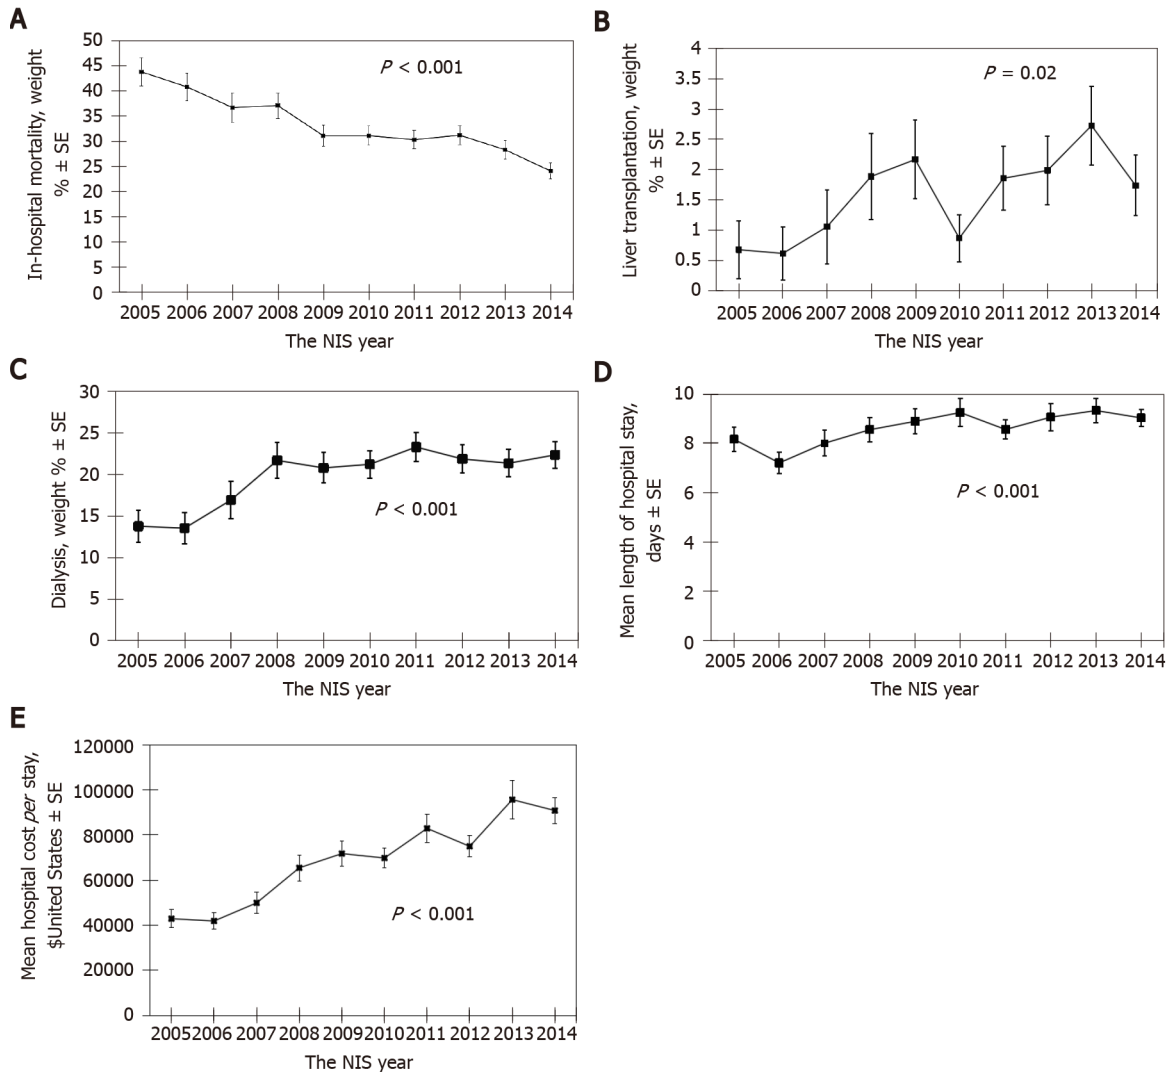 A
In-hospital mortality, weight
% ± SE
50
45
40
35
30
25
20
15
10
5
0
P < 0.001
2005 2006 2007 2008 2009 2010 2011 2012 2013 2014
The NIS year
B
Liver transplantation, weight
% ± SE
4
3.5
3
2.5
2
1.5
1
0.5
0
P = 0.02
2005 2006 2007 2008 2009 2010 2011 2012 2013 2014
The NIS year
C
Dialysis, weight % ± SE
30
25
20
15
10
5
0
P < 0.001
2005 2006 2007 2008 2009 2010 2011 2012 2013 2014
The NIS year
D
Mean length of hospital stay,
days ± SE
10
8
6
4
2
0
P < 0.001
2005 2006 2007 2008 2009 2010 2011 2012 2013 2014
The NIS year
E
Mean hospital cost per stay,
$United States ± SE
120000
100000
80000
60000
40000
20000
0
P < 0.001
2005 2006 2007 2008 2009 2010 2011 2012 2013 2014
The NIS year